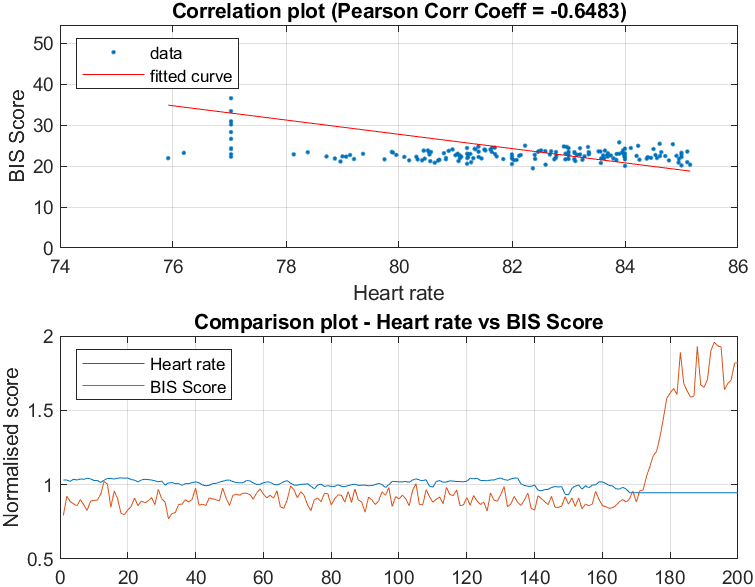 Correlation plot (Pearson Corr Coeff = -0.6483)
50
40
30
20
10
0
BIS Score
data
fitted curve
74 76 78 80 82 84 86
Heart rate
Comparison plot - Heart rate vs BIS Score
2
1.5
1
0.5
Normalised score
Heart rate
BIS Score
0 20 40 60 80 100 120 140 160 180 200